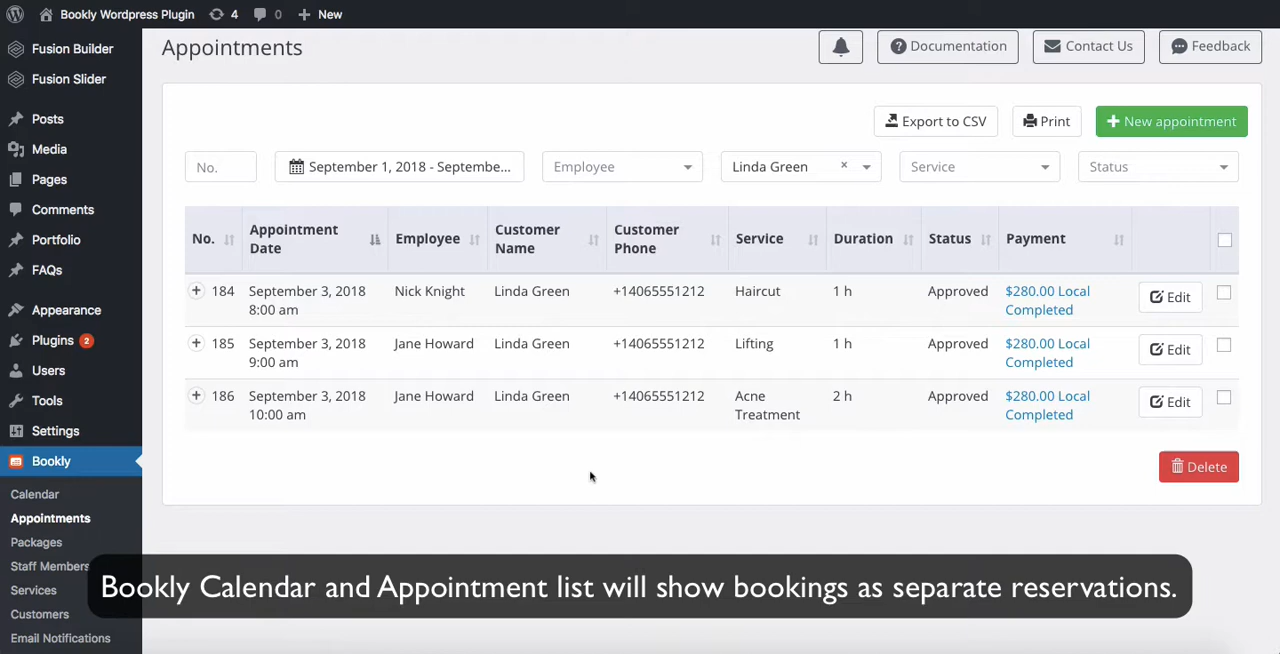 Bookly Wordpress Plugin 4 0 New
Fusion Builder
Fusion Slider
Posts
Media
Pages
Comments
Portfolio
FAQs
Appearance
Plugins 2
Users
Tools
Settings
Bookly
Calendar
Appointments
Packages
Staff Members
Services
Customers
Email Notifications
Appointments
Documentation Contact Us Feedback
Export to CSV Print New appointment
No. September 1, 2018 - Septembe... Employee Linda Green × Service Status
No. Appointment Date Employee Customer Name Customer Phone Service Duration Status Payment
184 September 3, 2018 Nick Knight Linda Green +14065551212 Haircut 1 h Approved $280.00 Local Edit
8:00 am Completed
185 September 3, 2018 Jane Howard Linda Green +14065551212 Lifting 1 h Approved $280.00 Local Edit
9:00 am Completed
186 September 3, 2018 Jane Howard Linda Green +14065551212 Acne 2 h Approved $280.00 Local Edit
10:00 am Treatment Completed
Delete
Bookly Calendar and Appointment list will show bookings as separate reservations.